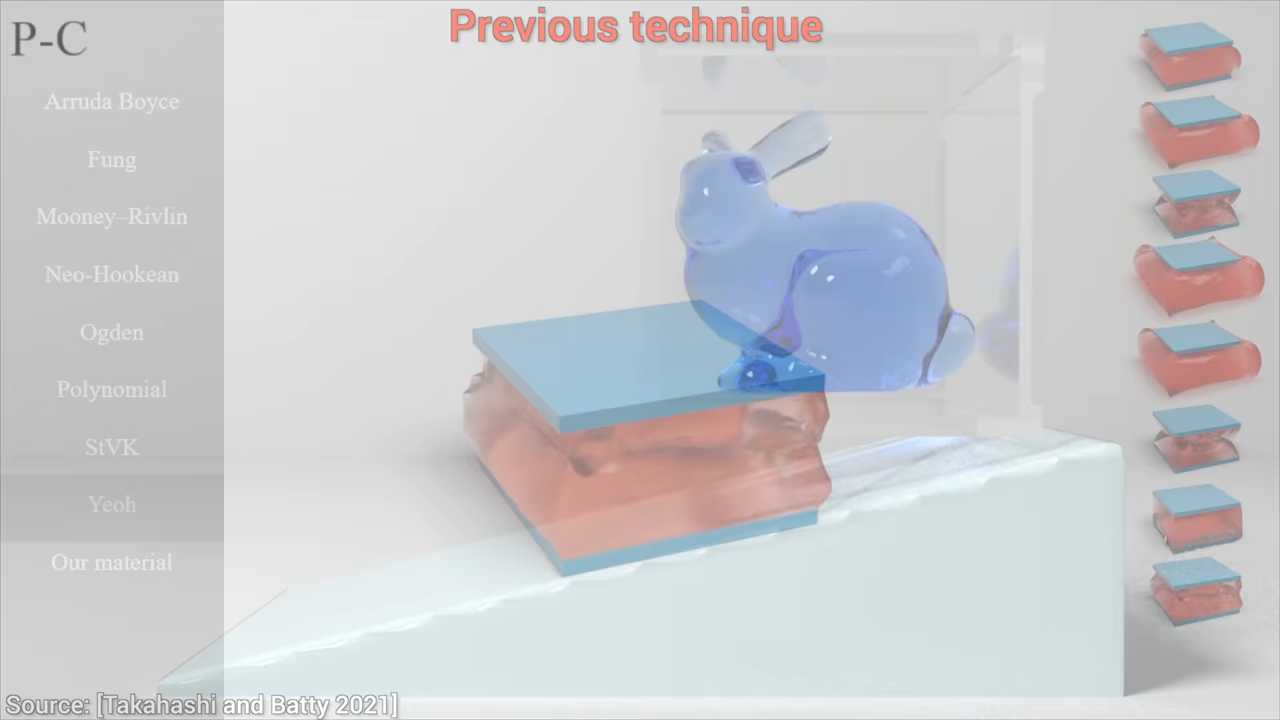 Previous technique
P-C
Arruda Boyce
Fung
Mooney–Rivlin
Neo-Hookean
Ogden
Polynomial
StVK
Yeoh
Our material
Source: [Takahashi and Batty 2021]